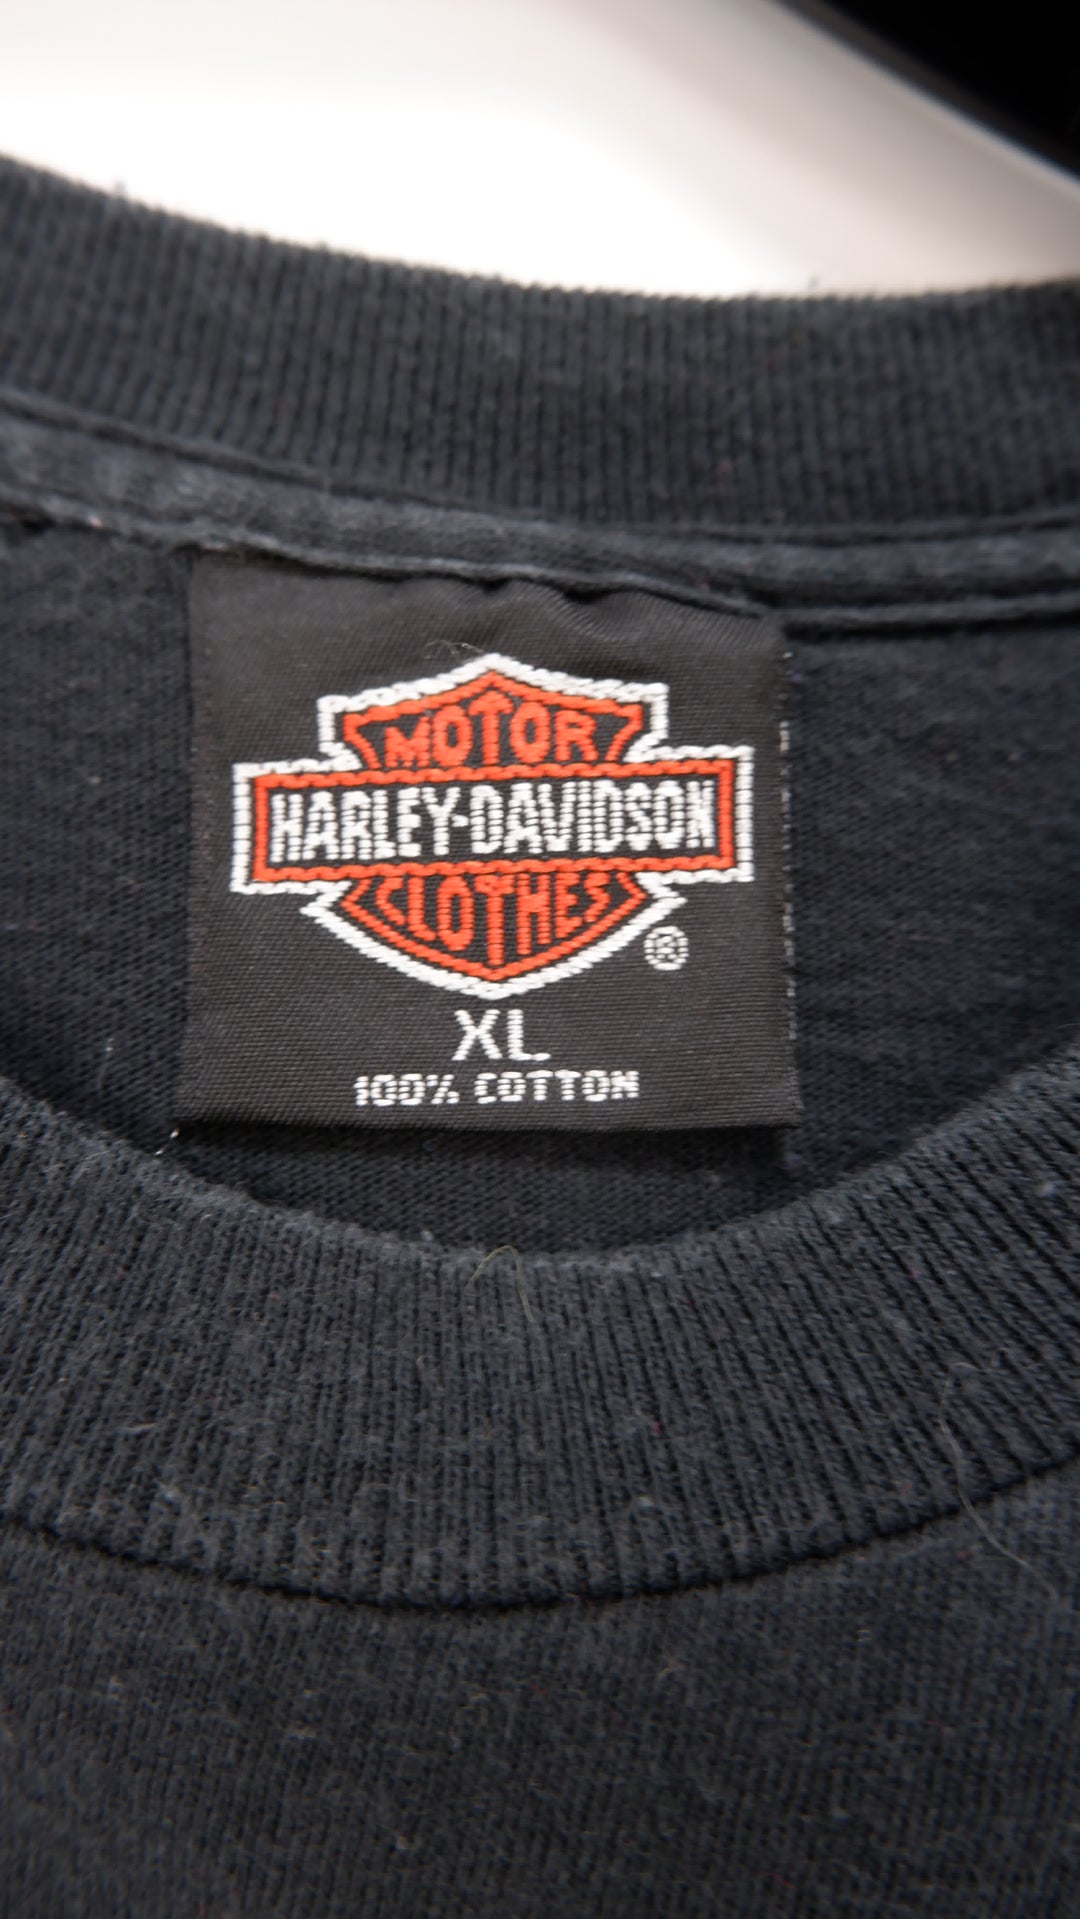 MOTOR
HARLEY-DAVIDSON
CLOTHES
®
XL
100% COTTON